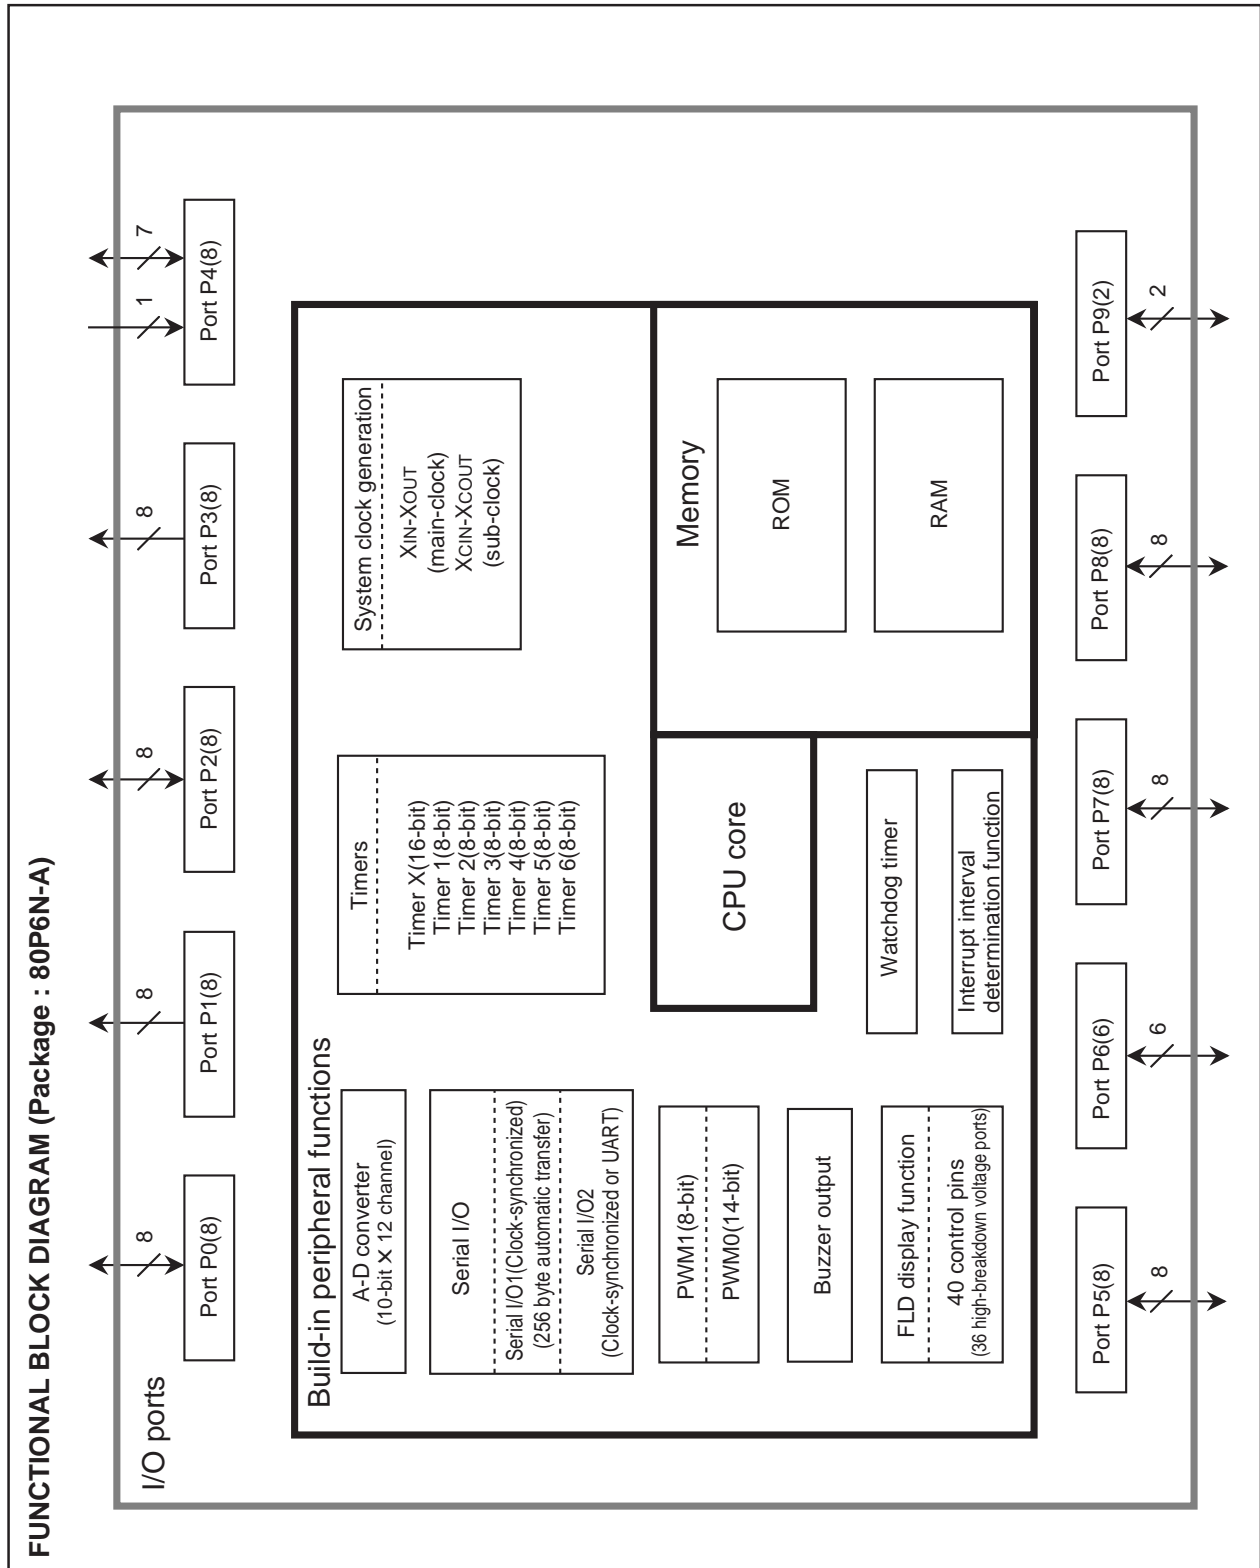 FUNCTIONAL BLOCK DIAGRAM (Package : 80P6N-A)
I/O ports
8
8
8
8
1
7
Port P0(8)
Port P1(8)
Port P2(8)
Port P3(8)
Port P4(8)
Build-in peripheral functions
A-D converter
(10-bit X 12 channel)
Serial I/O
Serial I/O1(Clock-synchronized)
(256 byte automatic transfer)
Serial I/O2
(Clock-synchronized or UART)
PWM1(8-bit)
PWM0(14-bit)
Buzzer output
FLD display function
40 control pins
(36 high-breakdown voltage ports)
Timers
Timer X(16-bit)
Timer 1(8-bit)
Timer 2(8-bit)
Timer 3(8-bit)
Timer 4(8-bit)
Timer 5(8-bit)
Timer 6(8-bit)
CPU core
Watchdog timer
Interrupt interval
determination function
System clock generation
XIN-XOUT
(main-clock)
XCIN-XCOUT
(sub-clock)
Memory
ROM
RAM
Port P5(8)
Port P6(6)
Port P7(8)
Port P8(8)
Port P9(2)
8
6
8
8
2